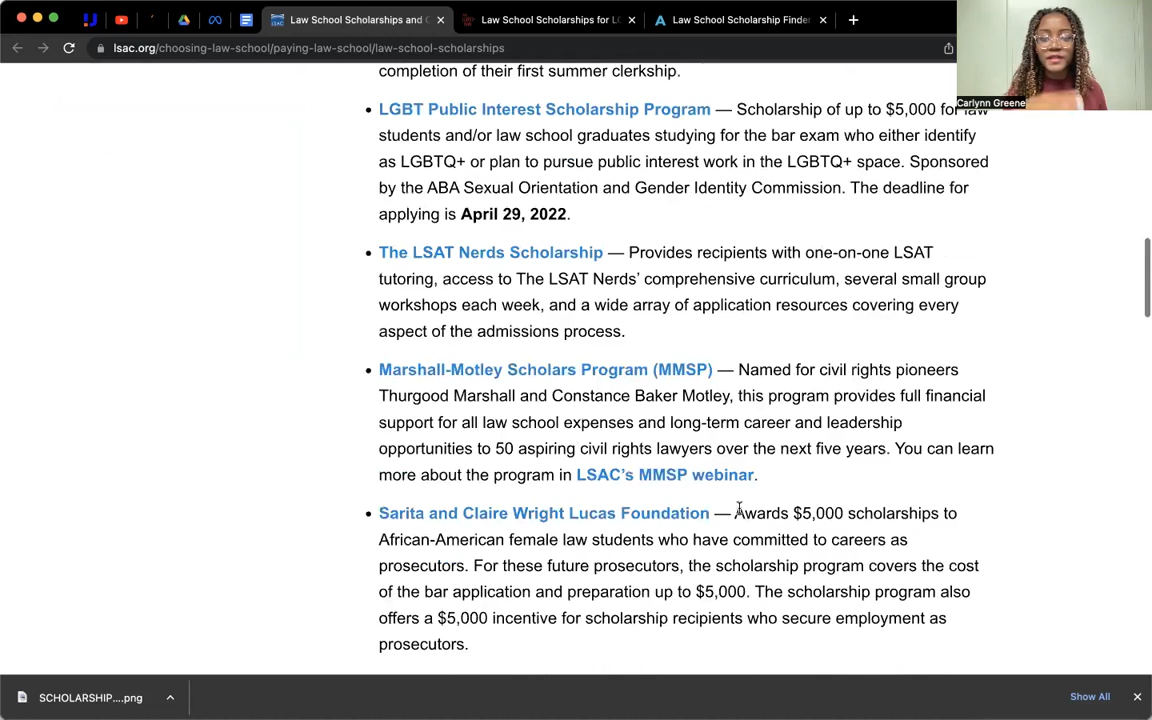 Law School Scholarships and G
Law School Scholarships for LG
Law School Scholarship Finder
lsac.org/choosing-law-school/paying-law-school/law-school-scholarships
Carlynn Greene
completion of their first summer clerkship.
LGBT Public Interest Scholarship Program — Scholarship of up to $5,000 for law
students and/or law school graduates studying for the bar exam who either identify
as LGBTQ+ or plan to pursue public interest work in the LGBTQ+ space. Sponsored
by the ABA Sexual Orientation and Gender Identity Commission. The deadline for
applying is April 29, 2022.
The LSAT Nerds Scholarship — Provides recipients with one-on-one LSAT
tutoring, access to The LSAT Nerds’ comprehensive curriculum, several small group
workshops each week, and a wide array of application resources covering every
aspect of the admissions process.
Marshall-Motley Scholars Program (MMSP) — Named for civil rights pioneers
Thurgood Marshall and Constance Baker Motley, this program provides full financial
support for all law school expenses and long-term career and leadership
opportunities to 50 aspiring civil rights lawyers over the next five years. You can learn
more about the program in LSAC’s MMSP webinar.
Sarita and Claire Wright Lucas Foundation — Awards $5,000 scholarships to
African-American female law students who have committed to careers as
prosecutors. For these future prosecutors, the scholarship program covers the cost
of the bar application and preparation up to $5,000. The scholarship program also
offers a $5,000 incentive for scholarship recipients who secure employment as
prosecutors.
SCHOLARSHIP....png
Show All